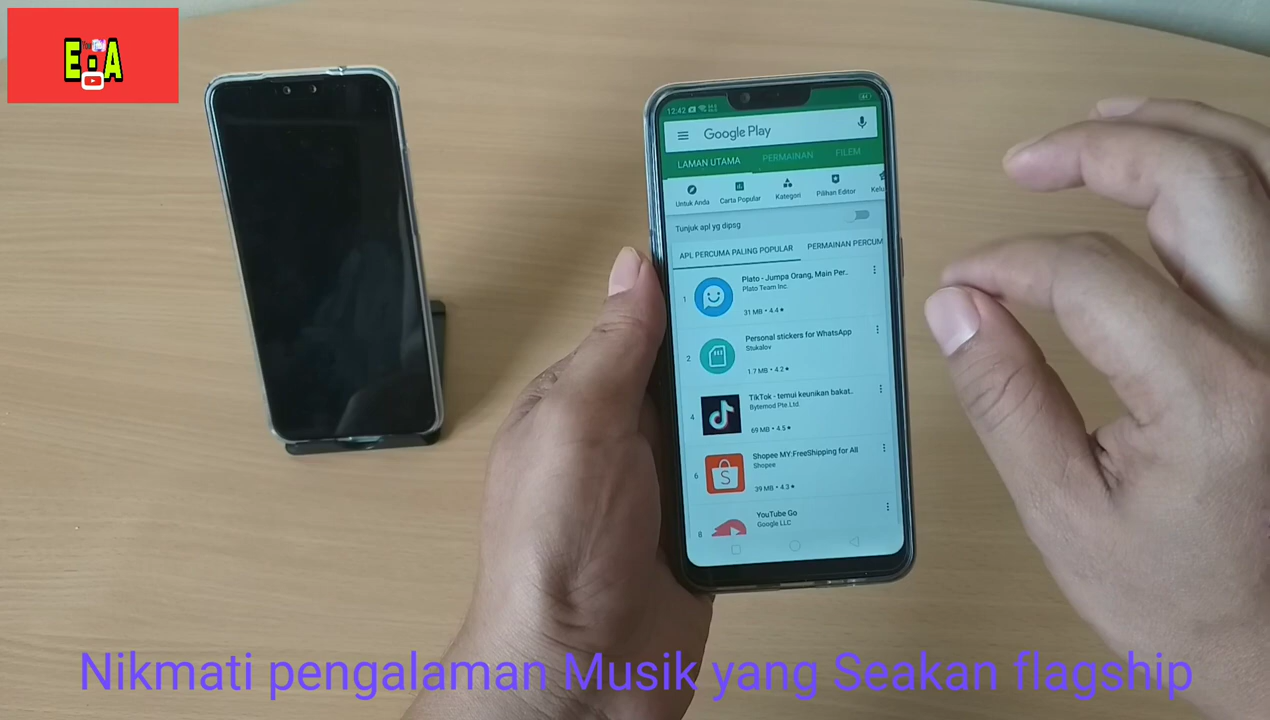 E A
12:42
Google Play
LAMAN UTAMA PERMAINAN FILEM
Untuk Anda Carta Popular Kategori Pilihan Editor Kelu
Tunjuk apl yg dipsg
APL PERCUMA PALING POPULAR PERMAINAN PERCUM
1 Plato - Jumpa Orang, Main Per..
Plato Team Inc.
31 MB • 4.4★
2 Personal stickers for WhatsApp
Stukalov
1.7 MB • 4.2★
4 TikTok - temui keunikan bakat..
Bytemod Pte.Ltd.
69 MB • 4.5★
6 Shopee MY:FreeShipping for All
Shopee
39 MB • 4.3★
8 YouTube Go
Google LLC
Nikmati pengalaman Musik yang Seakan flagship